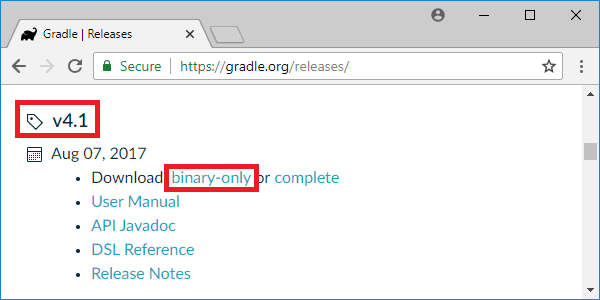 Gradle | Releases
Secure https://gradle.org/releases/
v4.1
Aug 07, 2017
Download binary-only or complete
User Manual
API Javadoc
DSL Reference
Release Notes